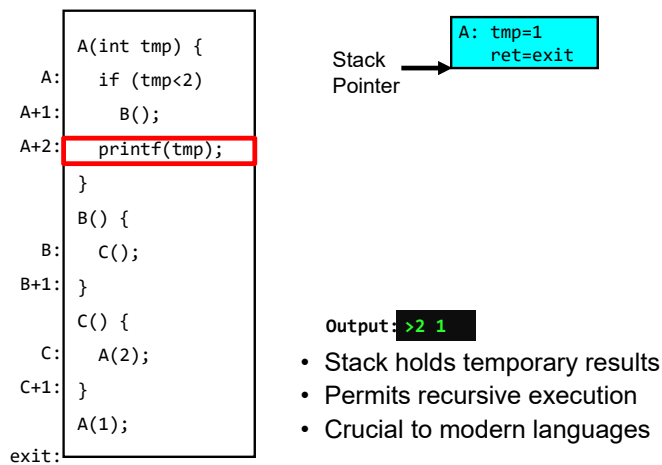 A(int tmp) {
A: if (tmp<2)
A+1: B();
A+2: printf(tmp);
}
B() {
B: C();
B+1: }
C() {
C: A(2);
C+1: }
A(1);
exit:
Stack
Pointer
A: tmp=1
ret=exit
Output: >2 1
• Stack holds temporary results
• Permits recursive execution
• Crucial to modern languages